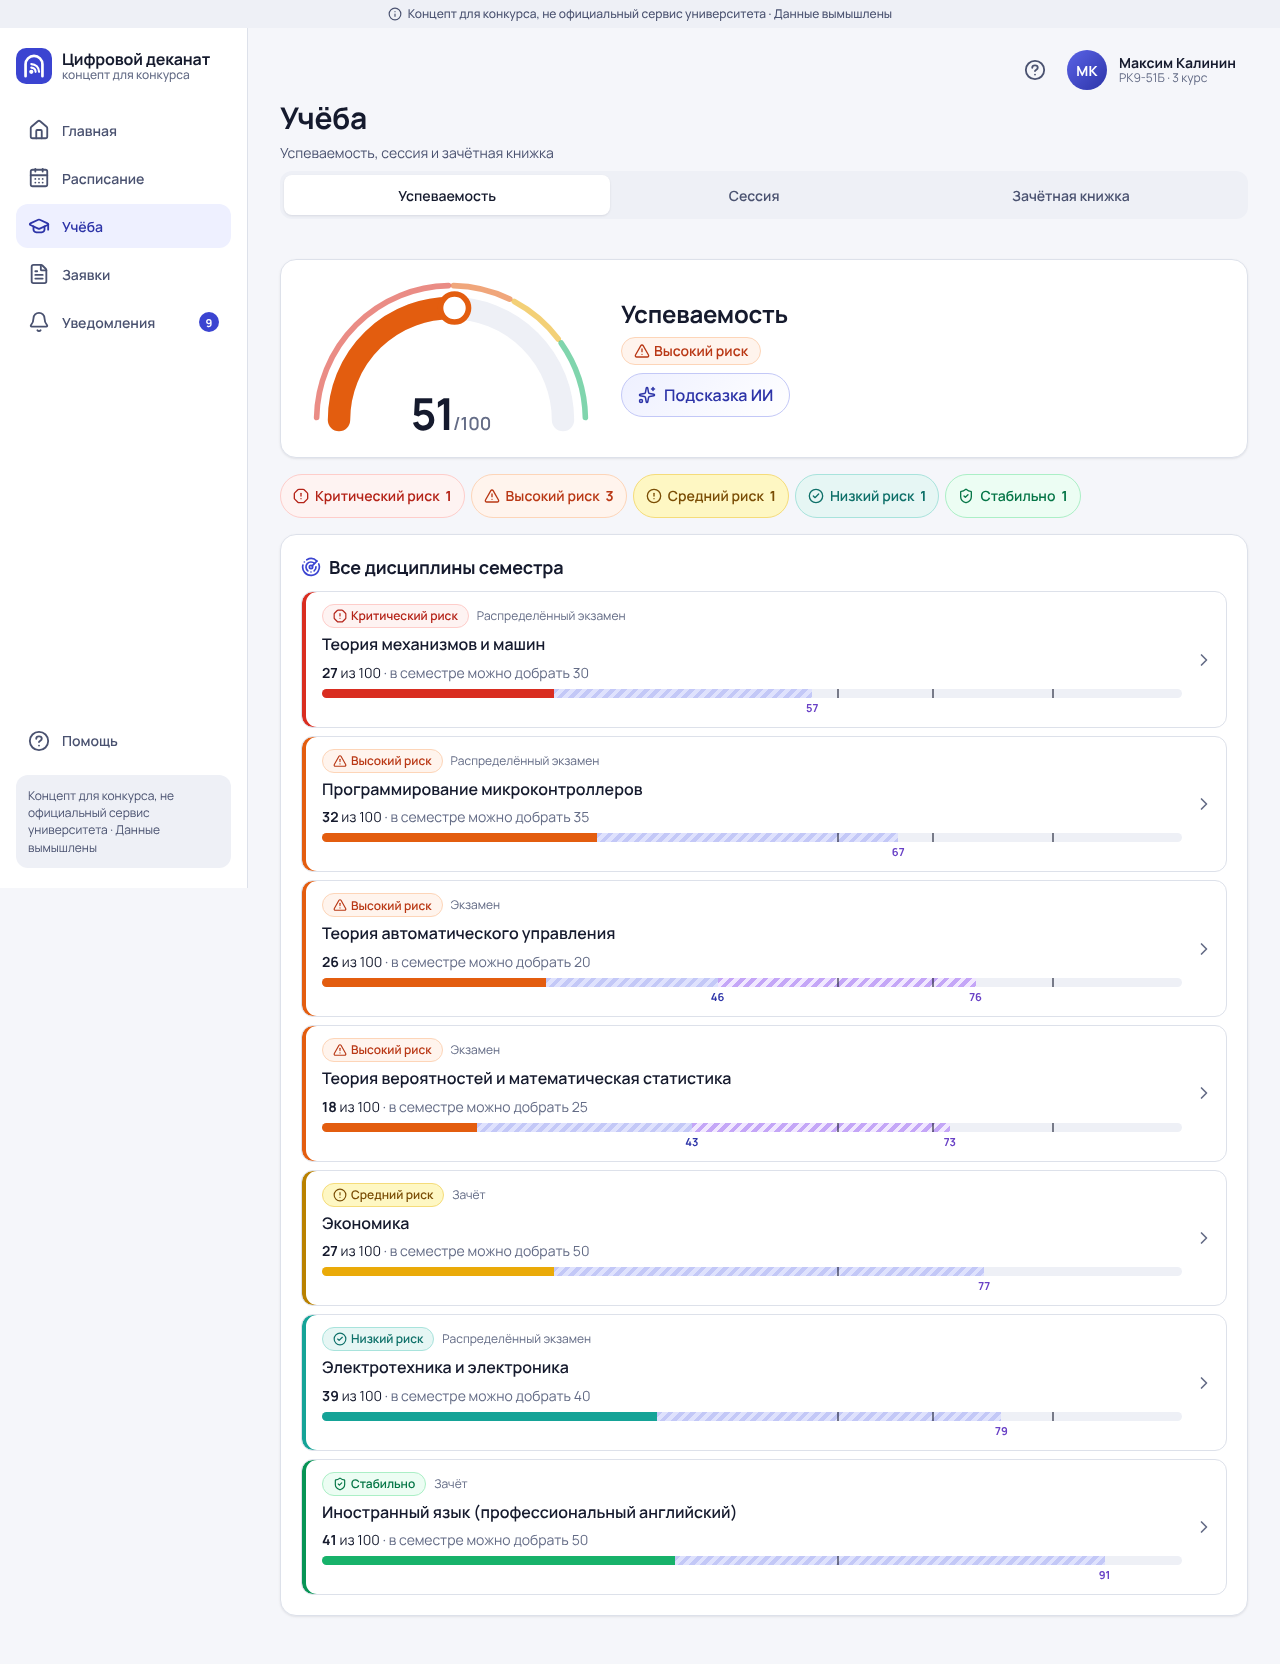 Концепт для конкурса, не официальный сервис университета · Данные вымышлены
Цифровой деканат
концепт для конкурса
Главная
Расписание
Учёба
Заявки
Уведомления 9
Помощь
Концепт для конкурса, не
официальный сервис
университета · Данные
вымышлены
МК
Максим Калинин
РК9-51Б · 3 курс
Учёба
Успеваемость, сессия и зачётная книжка
Успеваемость
Сессия
Зачётная книжка
51/100
Успеваемость
Высокий риск
Подсказка ИИ
Критический риск 1
Высокий риск 3
Средний риск 1
Низкий риск 1
Стабильно 1
Все дисциплины семестра
Критический риск Распределённый экзамен
Теория механизмов и машин
27 из 100 · в семестре можно добрать 30
57
Высокий риск Распределённый экзамен
Программирование микроконтроллеров
32 из 100 · в семестре можно добрать 35
67
Высокий риск Экзамен
Теория автоматического управления
26 из 100 · в семестре можно добрать 20
46 76
Высокий риск Экзамен
Теория вероятностей и математическая статистика
18 из 100 · в семестре можно добрать 25
43 73
Средний риск Зачёт
Экономика
27 из 100 · в семестре можно добрать 50
77
Низкий риск Распределённый экзамен
Электротехника и электроника
39 из 100 · в семестре можно добрать 40
79
Стабильно Зачёт
Иностранный язык (профессиональный английский)
41 из 100 · в семестре можно добрать 50
91